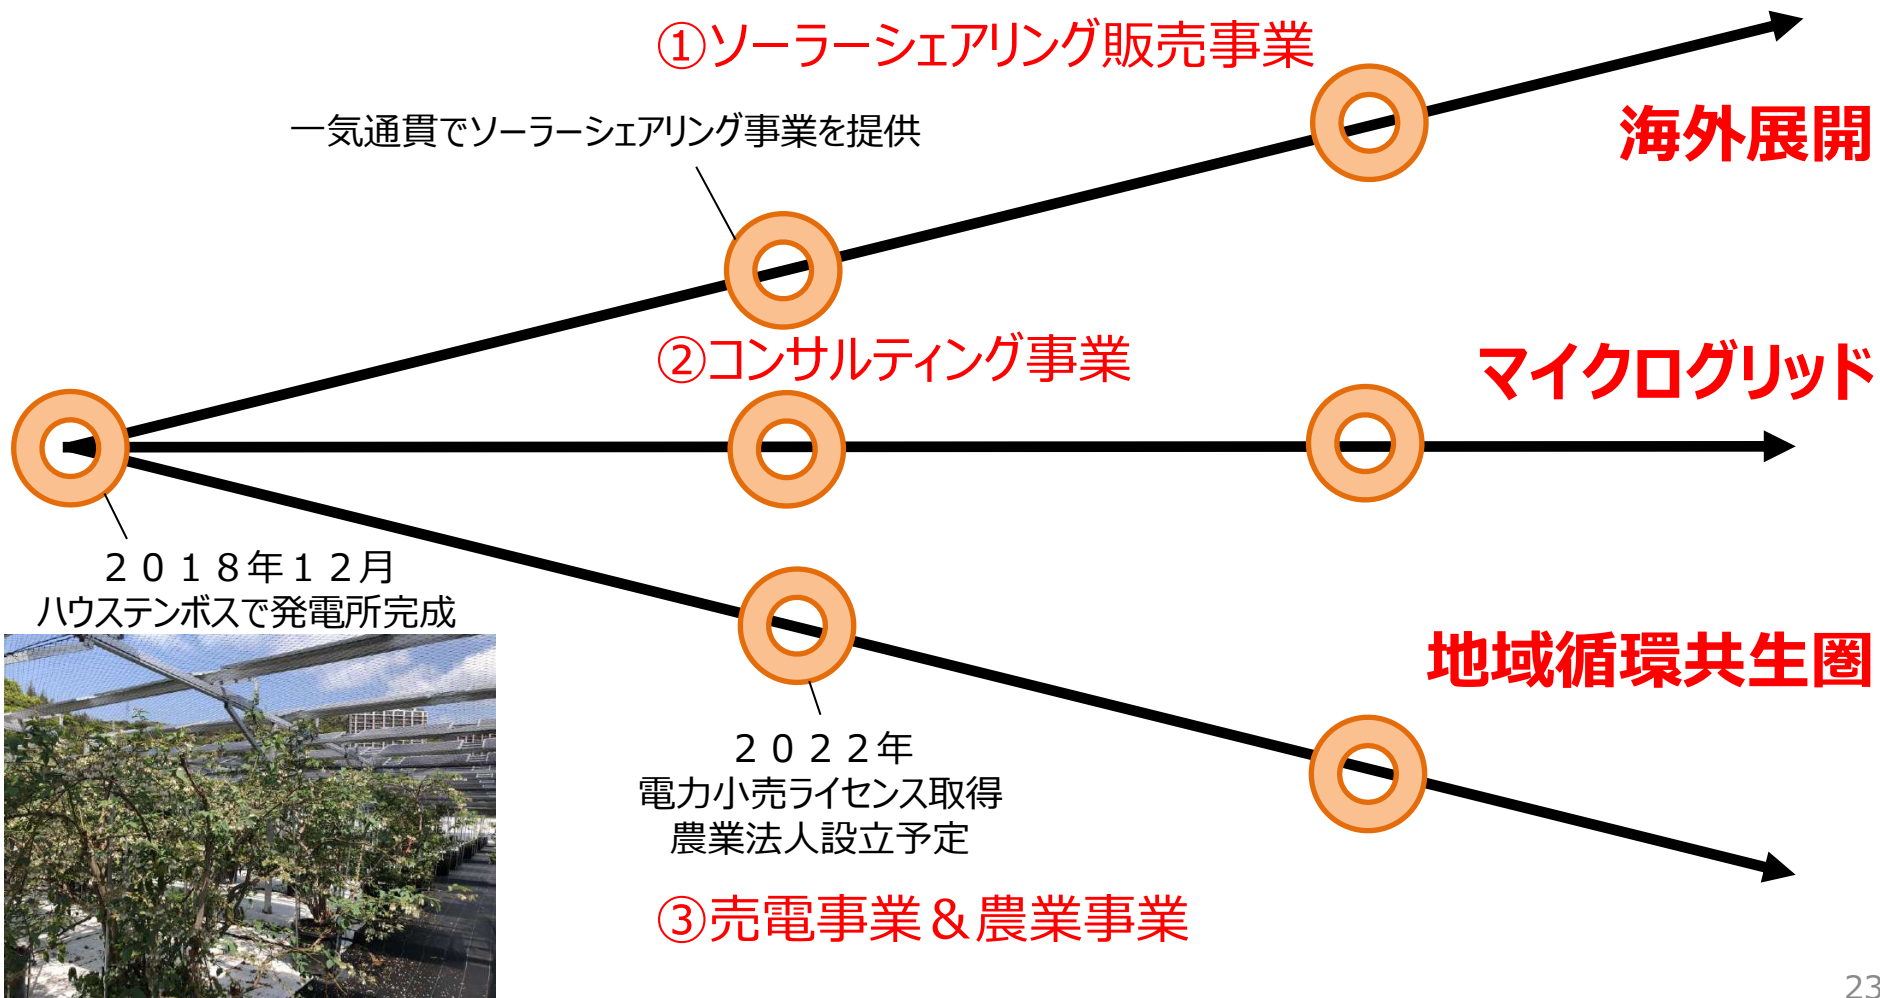 ①ソーラーシェアリング販売事業
一気通貫でソーラーシェアリング事業を提供
海外展開
②コンサルティング事業
マイクログリッド
２０１８年１２月
ハウステンボスで発電所完成
地域循環共生圏
２０２２年
電力小売ライセンス取得
農業法人設立予定
③売電事業＆農業事業
23